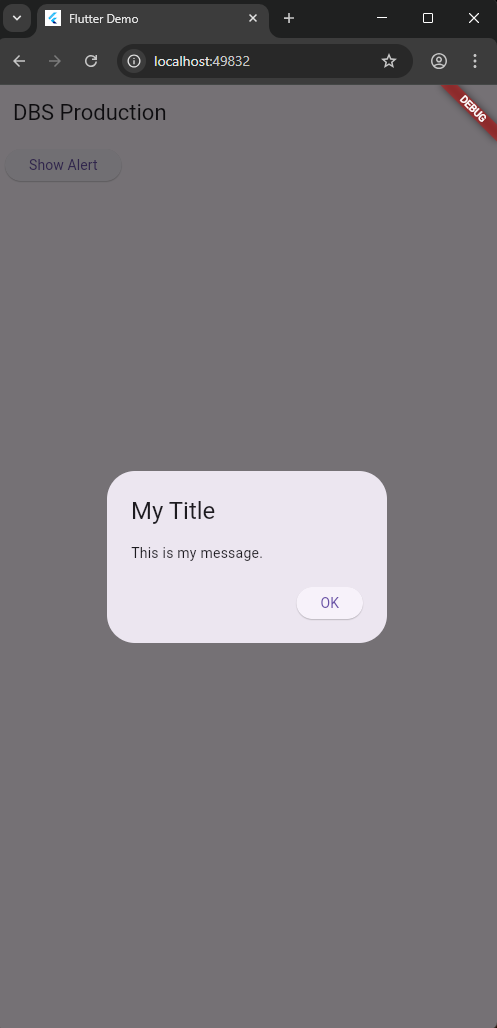 Flutter Demo
localhost:49832
DBS Production
DEBUG
Show Alert
My Title
This is my message.
OK